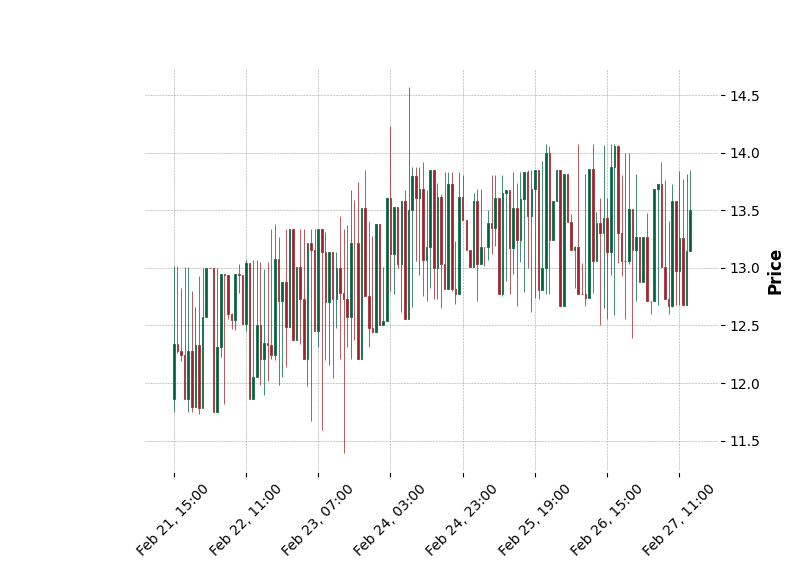 14.5
14.0
13.5
13.0
12.5
12.0
11.5
Price
Feb 21, 15:00
Feb 22, 11:00
Feb 23, 07:00
Feb 24, 03:00
Feb 24, 23:00
Feb 25, 19:00
Feb 26, 15:00
Feb 27, 11:00